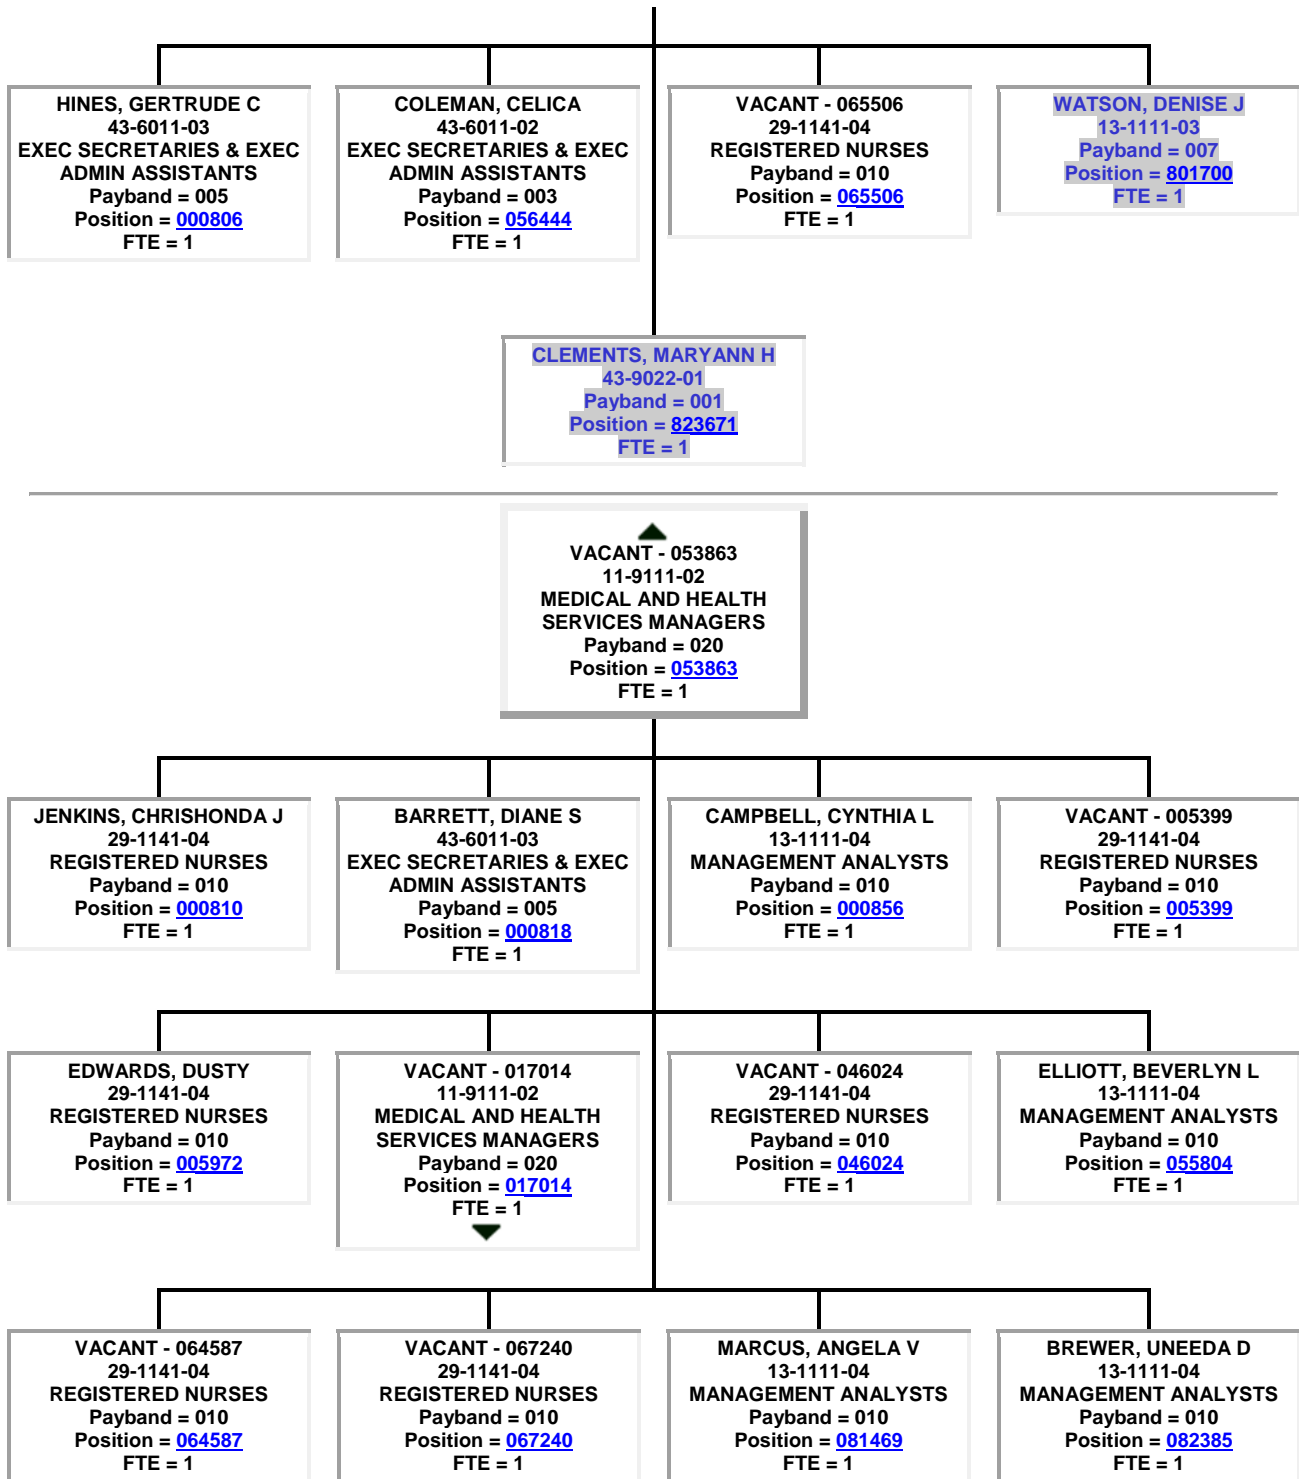 HINES, GERTRUDE C
43-6011-03
EXEC SECRETARIES & EXEC
ADMIN ASSISTANTS
Payband = 005
Position = 000806
FTE = 1
COLEMAN, CELICA
43-6011-02
EXEC SECRETARIES & EXEC
ADMIN ASSISTANTS
Payband = 003
Position = 056444
FTE = 1
VACANT - 065506
29-1141-04
REGISTERED NURSES
Payband = 010
Position = 065506
FTE = 1
WATSON, DENISE J
13-1111-03
Payband = 007
Position = 801700
FTE = 1
CLEMENTS, MARYANN H
43-9022-01
Payband = 001
Position = 823671
FTE = 1
VACANT - 053863
11-9111-02
MEDICAL AND HEALTH
SERVICES MANAGERS
Payband = 020
Position = 053863
FTE = 1
JENKINS, CHRISHONDA J
29-1141-04
REGISTERED NURSES
Payband = 010
Position = 000810
FTE = 1
BARRETT, DIANE S
43-6011-03
EXEC SECRETARIES & EXEC
ADMIN ASSISTANTS
Payband = 005
Position = 000818
FTE = 1
CAMPBELL, CYNTHIA L
13-1111-04
MANAGEMENT ANALYSTS
Payband = 010
Position = 000856
FTE = 1
VACANT - 005399
29-1141-04
REGISTERED NURSES
Payband = 010
Position = 005399
FTE = 1
EDWARDS, DUSTY
29-1141-04
REGISTERED NURSES
Payband = 010
Position = 005972
FTE = 1
VACANT - 017014
11-9111-02
MEDICAL AND HEALTH
SERVICES MANAGERS
Payband = 020
Position = 017014
FTE = 1
VACANT - 046024
29-1141-04
REGISTERED NURSES
Payband = 010
Position = 046024
FTE = 1
ELLIOTT, BEVERLYN L
13-1111-04
MANAGEMENT ANALYSTS
Payband = 010
Position = 055804
FTE = 1
VACANT - 064587
29-1141-04
REGISTERED NURSES
Payband = 010
Position = 064587
FTE = 1
VACANT - 067240
29-1141-04
REGISTERED NURSES
Payband = 010
Position = 067240
FTE = 1
MARCUS, ANGELA V
13-1111-04
MANAGEMENT ANALYSTS
Payband = 010
Position = 081469
FTE = 1
BREWER, UNEEDA D
13-1111-04
MANAGEMENT ANALYSTS
Payband = 010
Position = 082385
FTE = 1